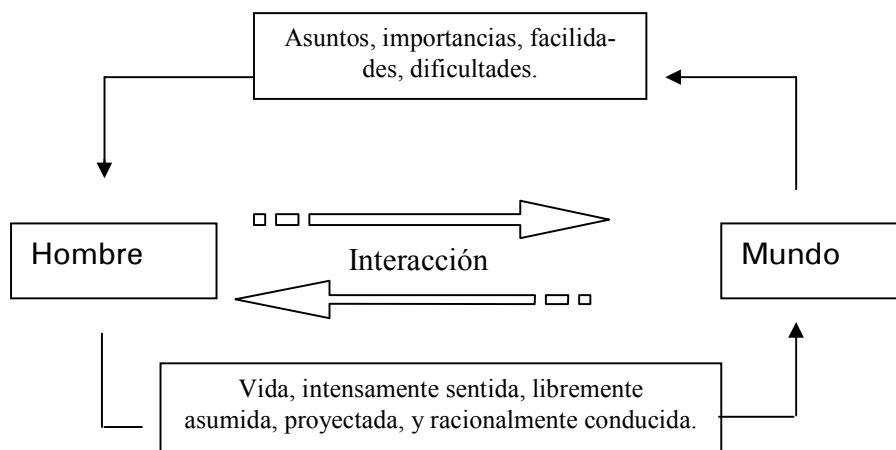 Asuntos, importancias, facilida-
des, dificultades.
Hombre
Interacción
Mundo
Vida, intensamente sentida, libremente
asumida, proyectada, y racionalmente conducida.